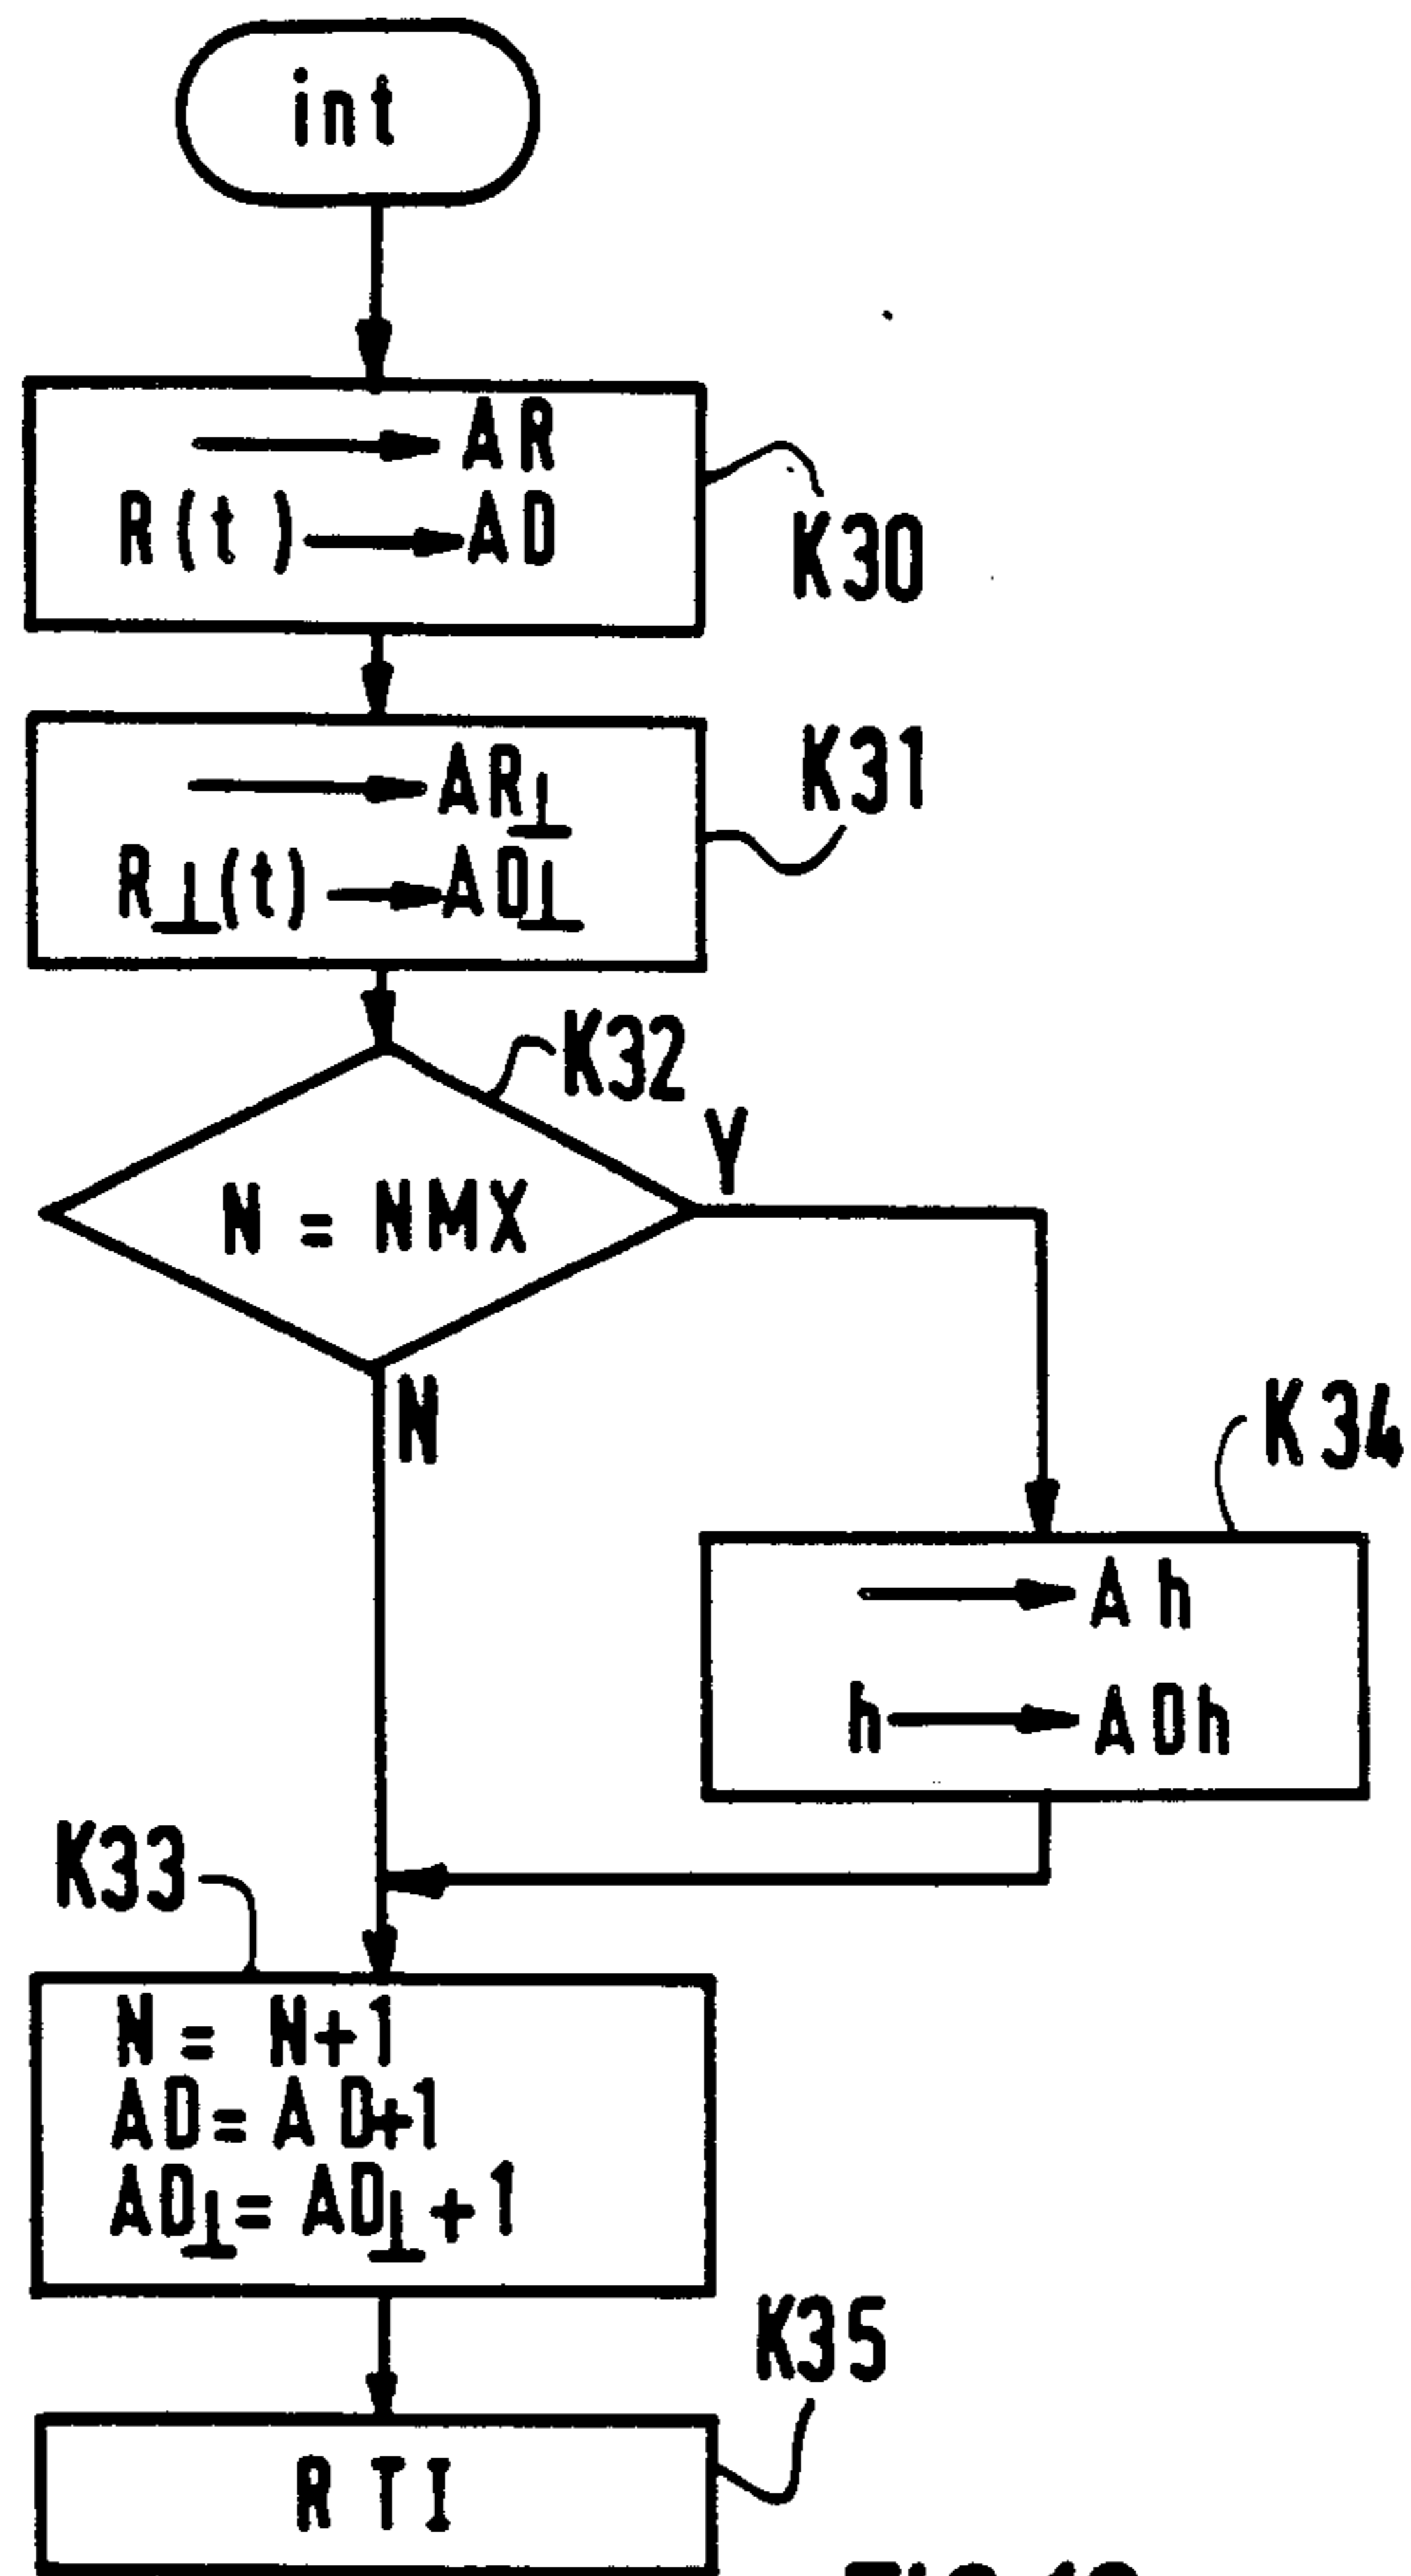 int
→ AR
R(t) → AD
K30
→ AR⊥
R⊥(t) → AD⊥
K31
K32
N = NMX
Y
N
K34
→ Ah
h → ADh
K33
N = N+1
AD = AD+1
AD⊥ = AD⊥ + 1
K35
RTI